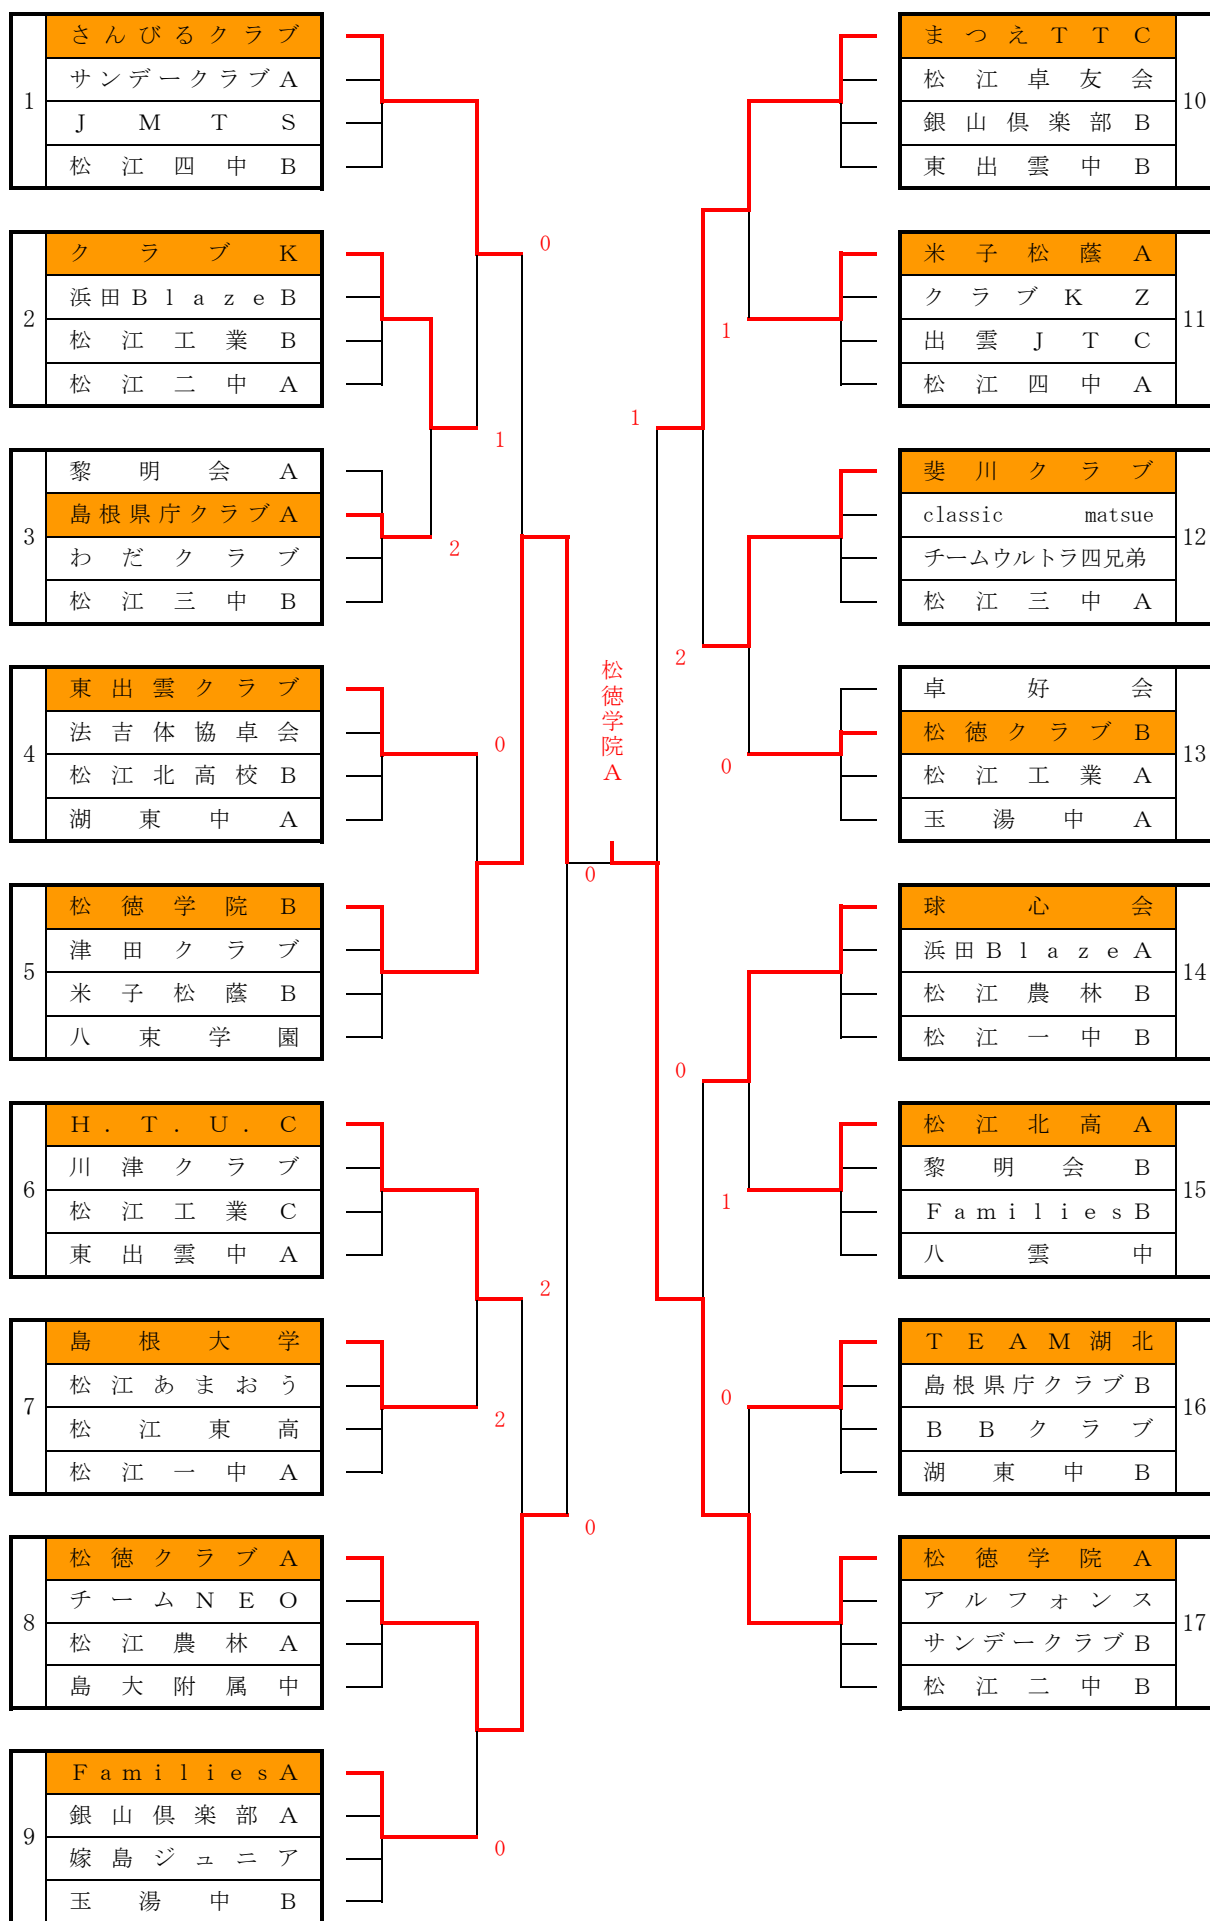 1
さんびるクラブ
サンデークラブA
JMTS
松江四中B
2
クラブK
浜田BlazeB
松江工業B
松江二中A
3
黎明会A
島根県庁クラブA
わだクラブ
松江三中B
4
東出雲クラブ
法吉体協卓会
松江北高校B
湖東中A
5
松徳学院B
津田クラブ
米子松蔭B
八束学園
6
H.T.U.C
川津クラブ
松江工業C
東出雲中A
7
島根大学
松江あまおう
松江東高
松江一中A
8
松徳クラブA
チームNEO
松江農林A
島大附属中
9
FamiliesA
銀山倶楽部A
嫁島ジュニア
玉湯中B
0
1
2
0
2
2
0
0
松徳学院A
0
1
1
2
0
0
1
0
まつえTTC
松江卓友会
銀山倶楽部B
東出雲中B
10
米子松蔭A
クラブK Z
出雲JTC
松江四中A
11
斐川クラブ
classic matsue
チームウルトラ四兄弟
松江三中A
12
卓好会
松徳クラブB
松江工業A
玉湯中A
13
球心会
浜田BlazeA
松江農林B
松江一中B
14
松江北高A
黎明会B
FamiliesB
八雲中
15
TEAM湖北
島根県庁クラブB
BBクラブ
湖東中B
16
松徳学院A
アルフォンス
サンデークラブB
松江二中B
17